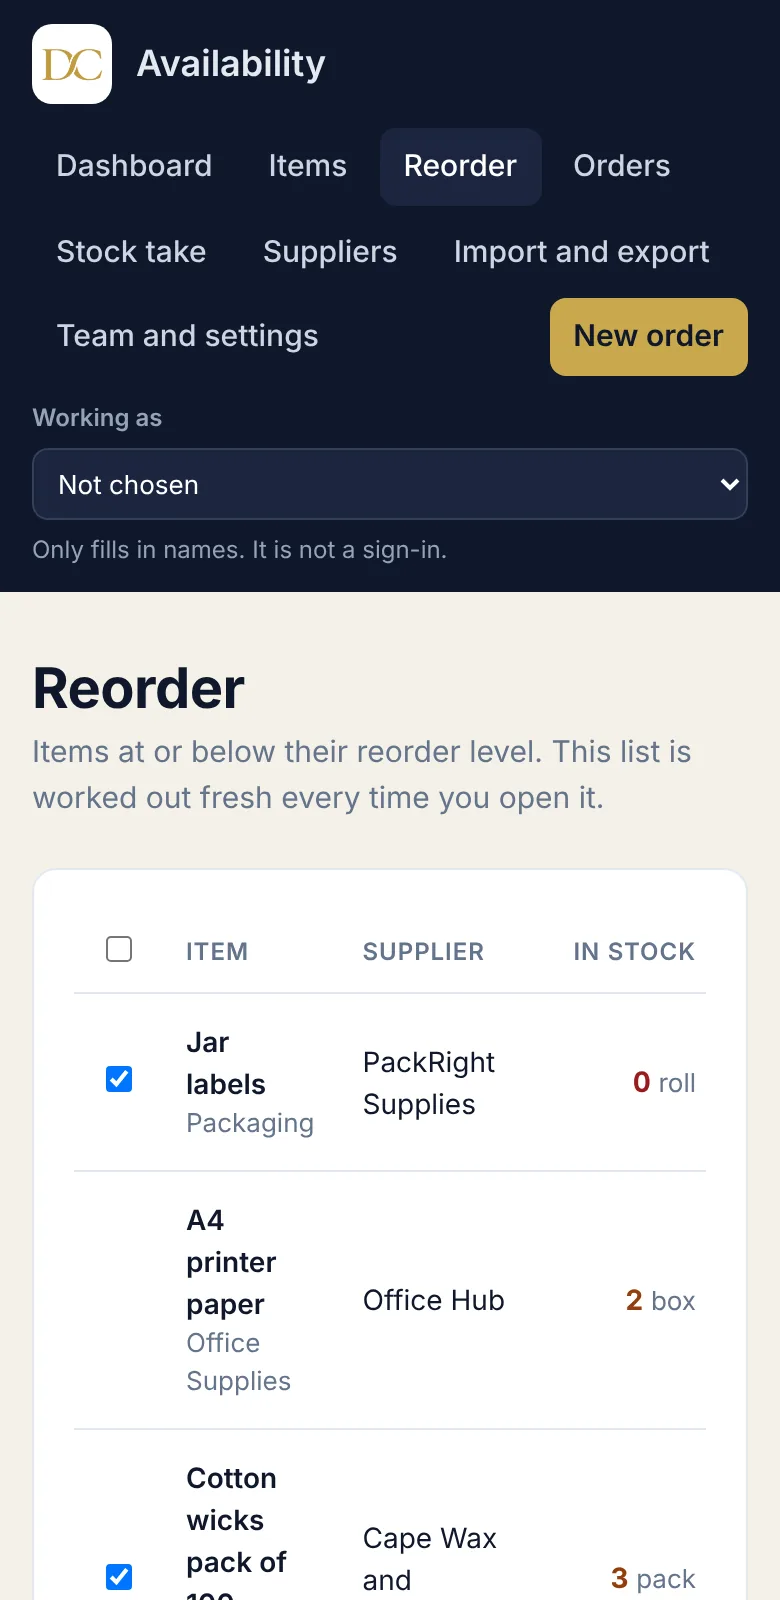 DC
Availability
Dashboard Items Reorder Orders
Stock take Suppliers Import and export
Team and settings New order
Working as
Not chosen
Only fills in names. It is not a sign-in.
Reorder
Items at or below their reorder level. This list is
worked out fresh every time you open it.
ITEM SUPPLIER IN STOCK
Jar
labels
Packaging
PackRight
Supplies
0 roll
A4
printer
paper
Office
Supplies
Office Hub
2 box
Cotton
wicks
pack of
Cape Wax
and
3 pack